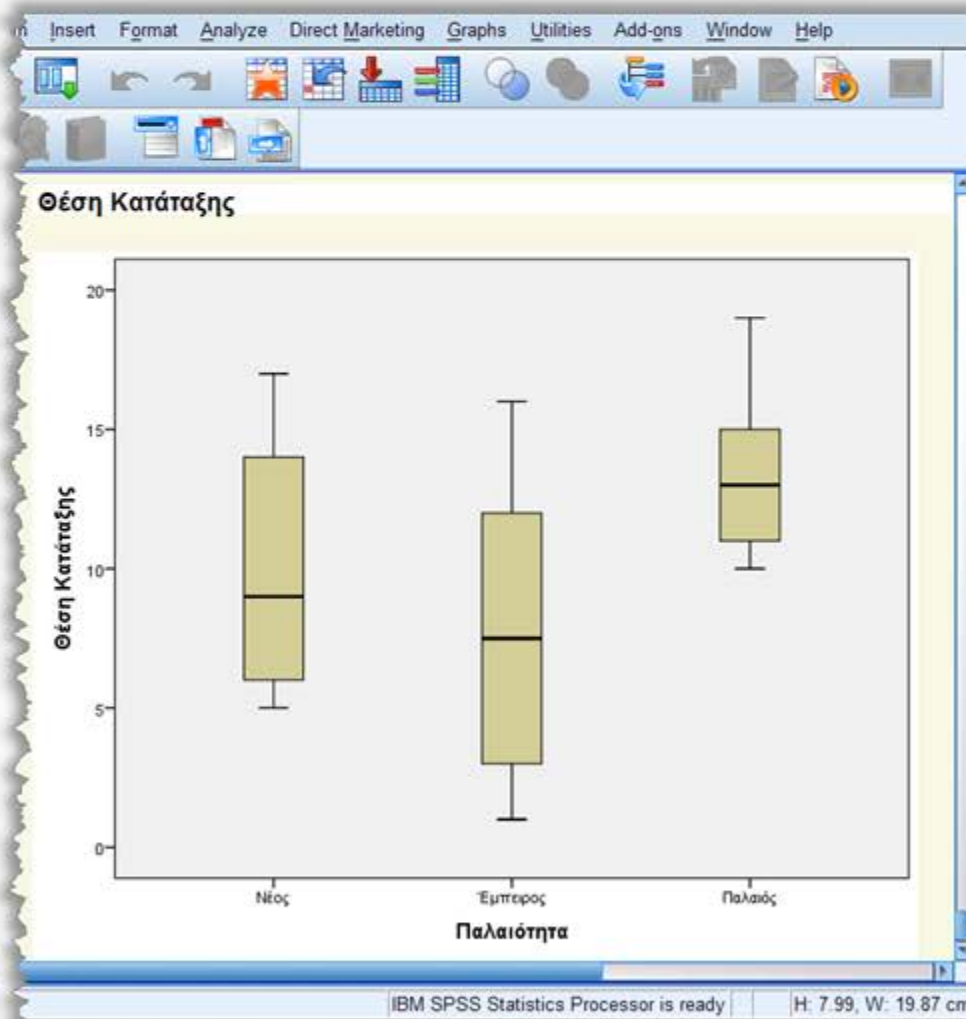 Insert Format Analyze Direct Marketing Graphs Utilities Add-ons Window Help
Θέση Κατάταξης
20
15
10
5
0
Θέση Κατάταξης
Νέος Έμπειρος Παλαιός
Παλαιότητα
IBM SPSS Statistics Processor is ready H: 7.99, W: 19.87 cm